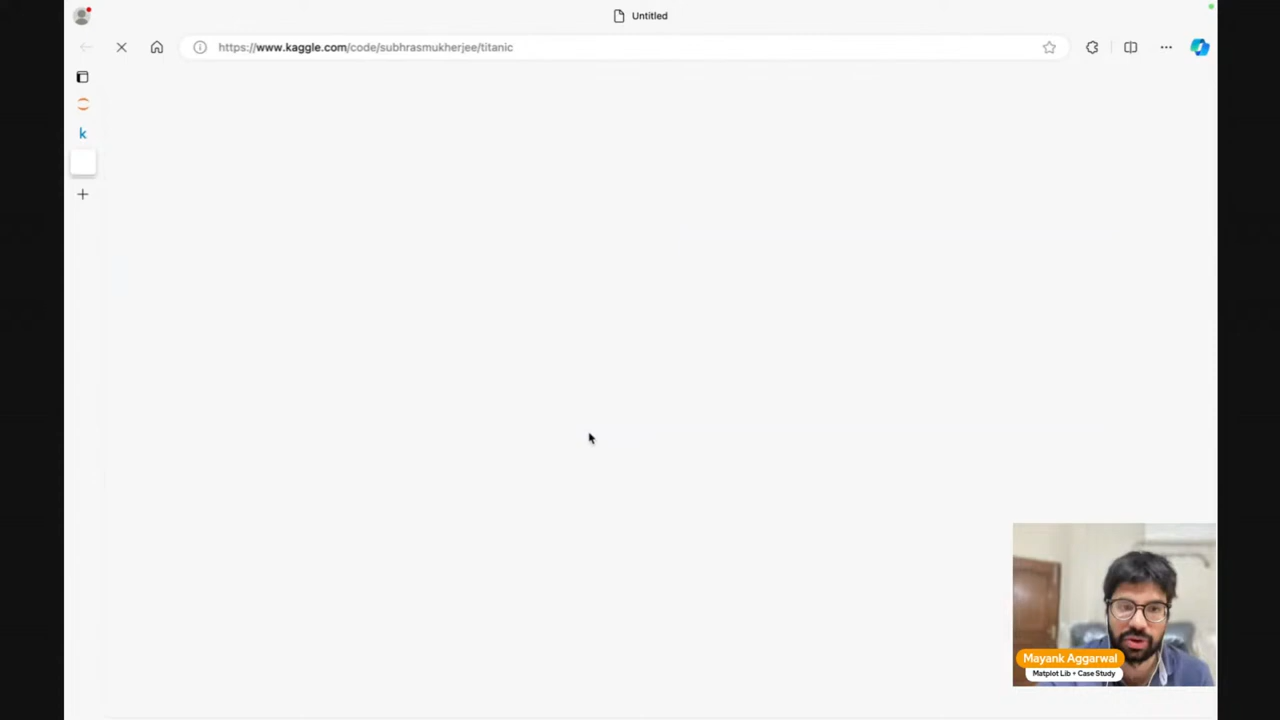 Untitled
https://www.kaggle.com/code/subhrasmukherjee/titanic
k
Mayank Aggarwal
Matplot Lib + Case Study